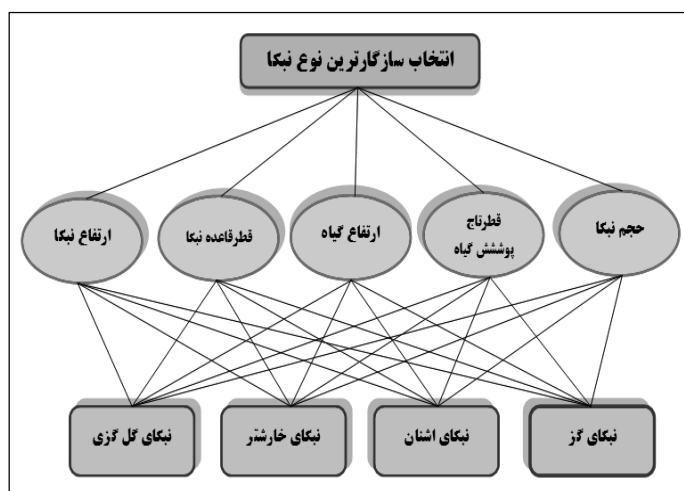 انتخاب سازگارترین نوع نبکا
حجم نبکا
قطرتاج
پوششش گیاه
ارتفاع گیاه
قطرقاعده نبکا
ارتفاع نبکا
نبکای گز
نبکای اشنان
نبکای خارشتر
نبکای گل گزی